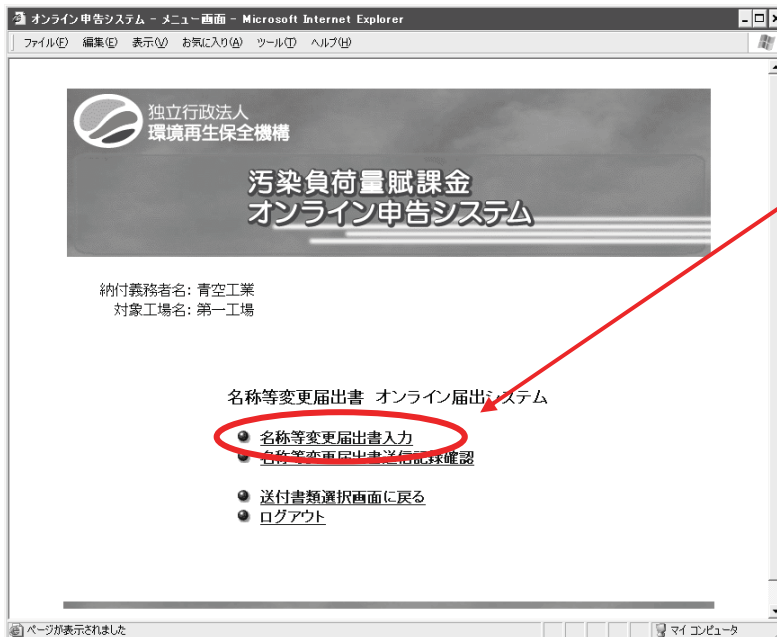 オンライン申告システム - メニュー画面 - Microsoft Internet Explorer
ファイル(F) 編集(E) 表示(V) お気に入り(A) ツール(T) ヘルプ(H)
独立行政法人
環境再生保全機構
汚染負荷量賦課金
オンライン申告システム
納付義務者名: 青空工業
対象工場名: 第一工場
名称等変更届出書 オンライン届出システム
名称等変更届出書入力
名称等変更届出書送信記録確認
送付書類選択画面に戻る
ログアウト
ページが表示されました マイ コンピュータ